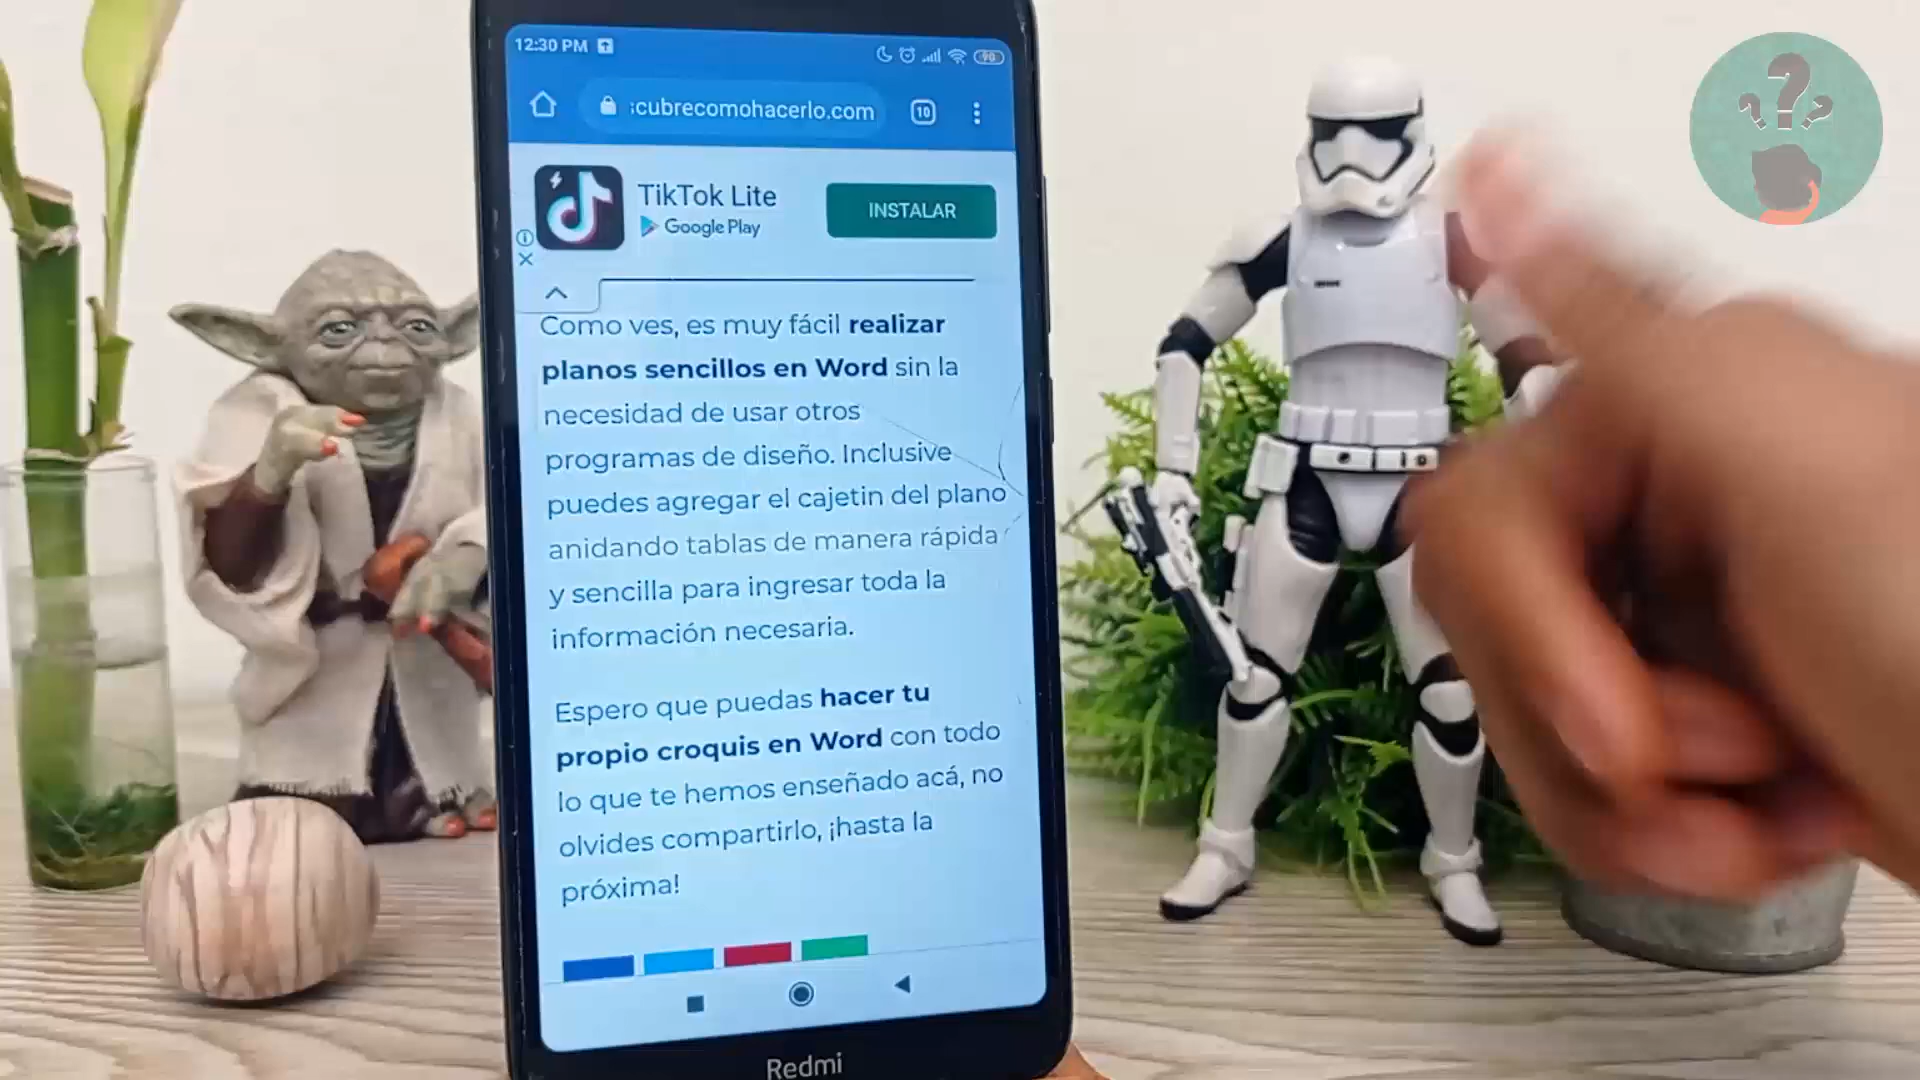 12:30 PM
90
:cubrecomohacerlo.com
10
TikTok Lite
Google Play
INSTALAR
Como ves, es muy fácil realizar
planos sencillos en Word sin la
necesidad de usar otros
programas de diseño. Inclusive
puedes agregar el cajetin del plano
anidando tablas de manera rápida
y sencilla para ingresar toda la
información necesaria.
Espero que puedas hacer tu
propio croquis en Word con todo
lo que te hemos enseñado acá, no
olvides compartirlo, ¡hasta la
próxima!
Redmi
???